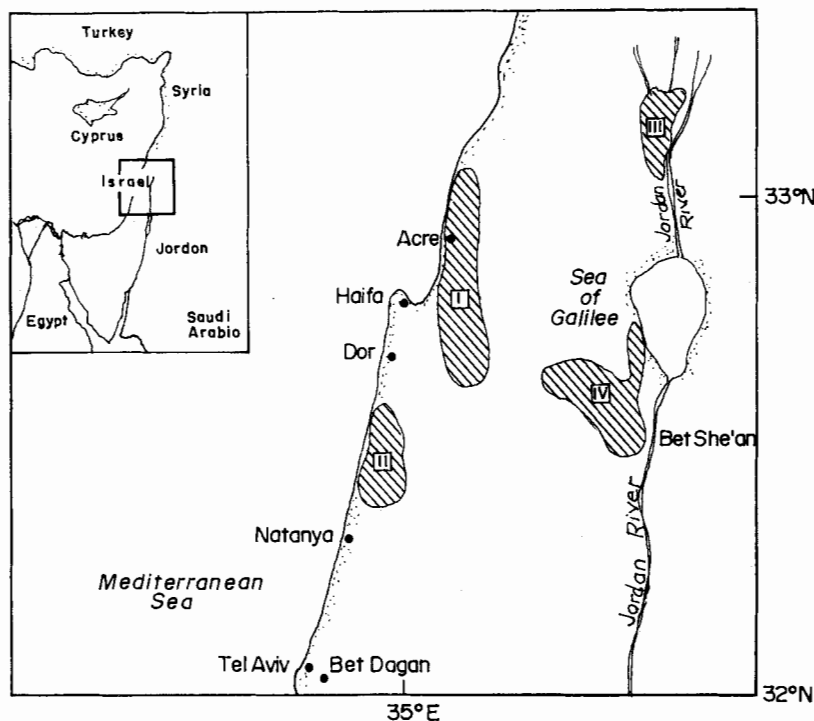 Turkey
Syria
Cyprus
Israel
Jordon
Egypt
Saudi
Arabio
III
33°N
Jordan
River
Acre
Sea
of
Galilee
I
Haifa
Dor
IV
Bet She'an
II
Natanya
Jordan River
Mediterranean
Sea
Tel Aviv
Bet Dagan
32°N
35°E